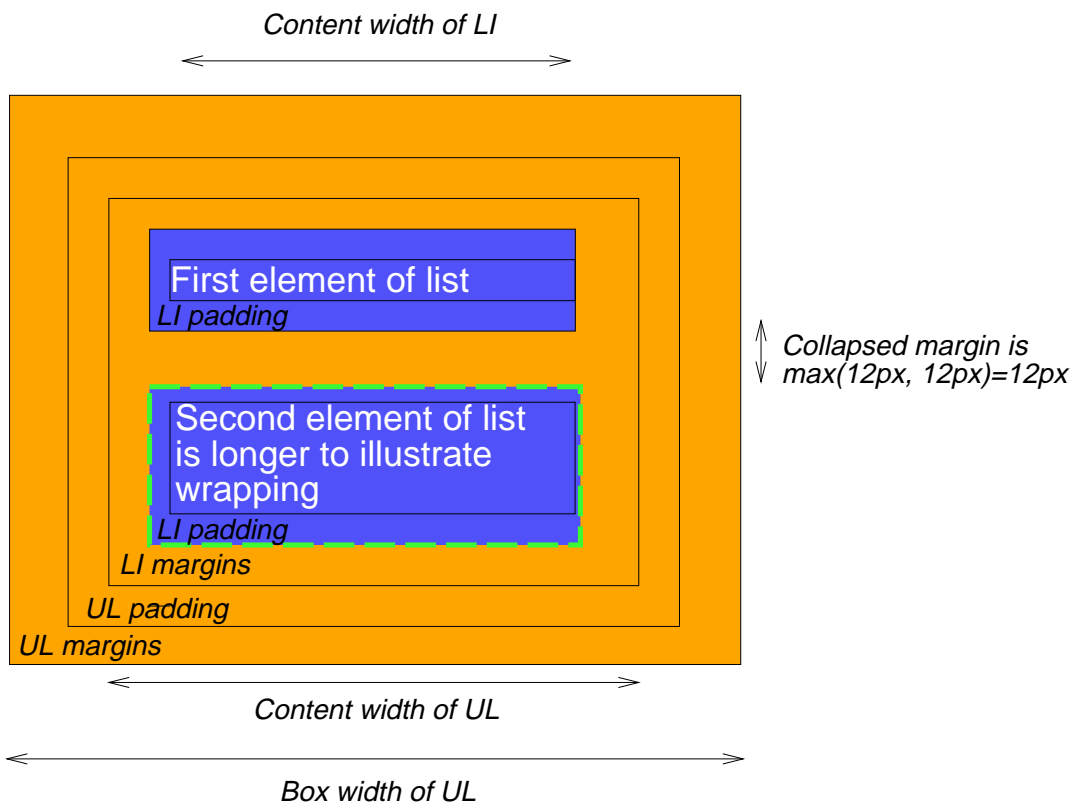 Content width of LI
First element of list
LI padding
Collapsed margin is
max(12px, 12px)=12px
Second element of list
is longer to illustrate
wrapping
LI padding
LI margins
UL padding
UL margins
Content width of UL
Box width of UL